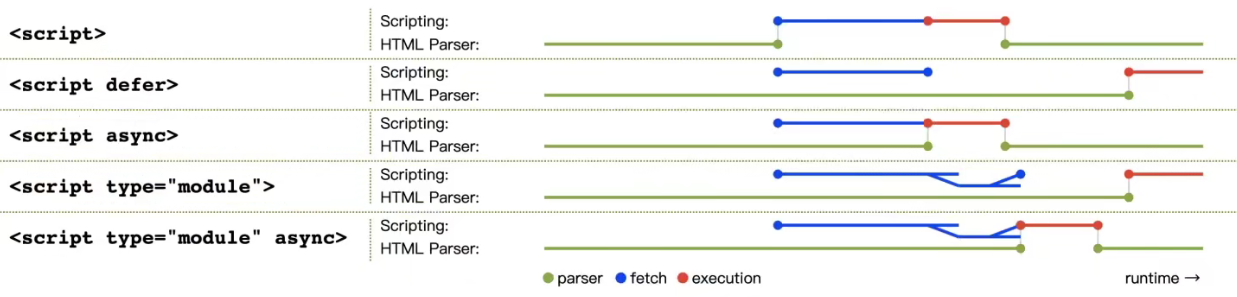 <script>
Scripting:
HTML Parser:
<script defer>
Scripting:
HTML Parser:
<script async>
Scripting:
HTML Parser:
<script type="module">
Scripting:
HTML Parser:
<script type="module" async>
Scripting:
HTML Parser:
parser fetch execution runtime →